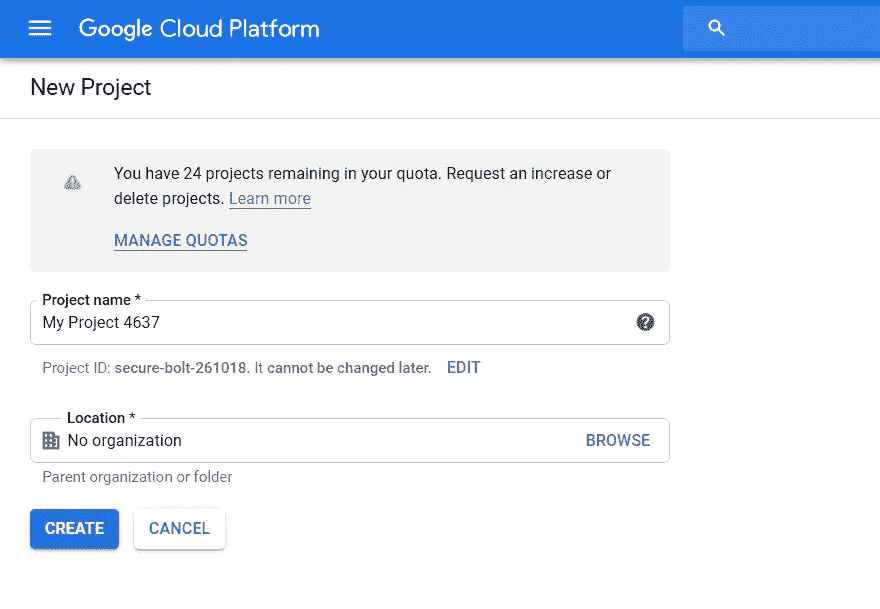 Google Cloud Platform
New Project
You have 24 projects remaining in your quota. Request an increase or
delete projects. Learn more
MANAGE QUOTAS
Project name *
My Project 4637
Project ID: secure-bolt-261018. It cannot be changed later. EDIT
Location *
No organization BROWSE
Parent organization or folder
CREATE CANCEL